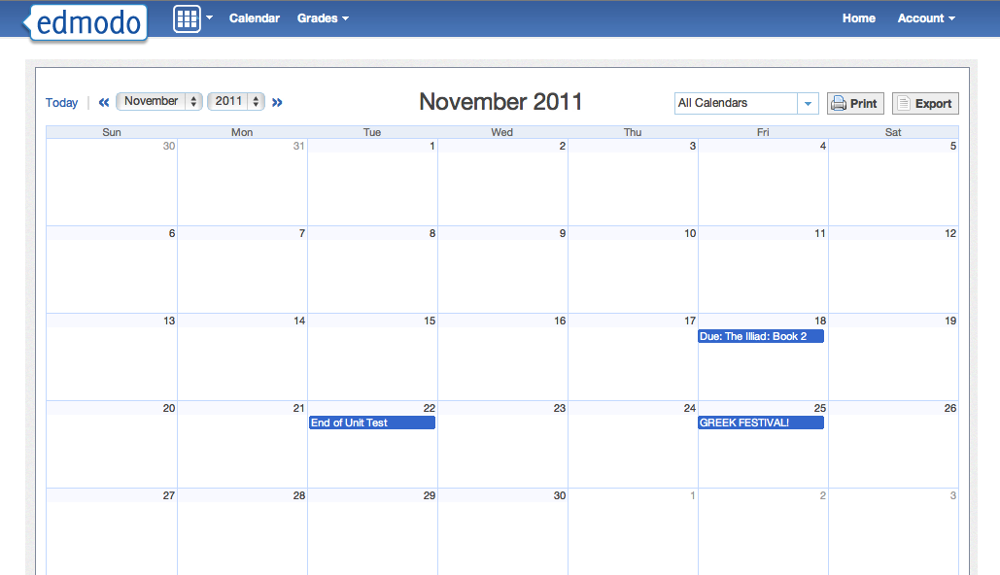 edmodo Calendar Grades Home Account
Today | « November 2011 » November 2011 All Calendars Print Export
Sun Mon Tue Wed Thu Fri Sat
30 31 1 2 3 4 5
6 7 8 9 10 11 12
13 14 15 16 17 18 19
Due: The Illiad: Book 2
20 21 22 23 24 25 26
End of Unit Test GREEK FESTIVAL!
27 28 29 30 1 2 3